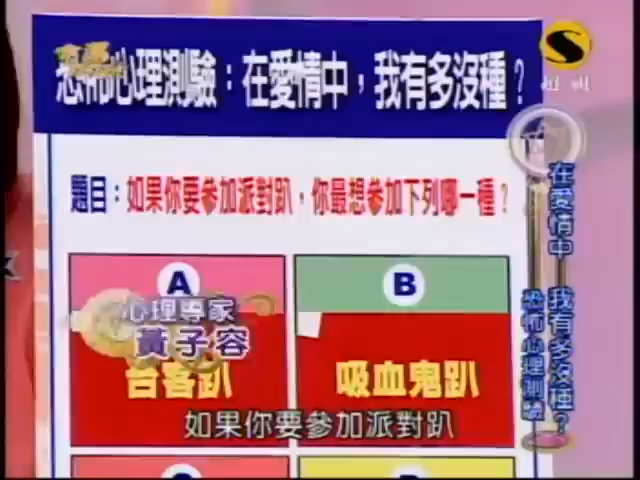 恐怖心理測驗：在愛情中，我有多沒種？
超視
題目：如果你要參加派對趴，你最想參加下列哪一種？
A
台客趴
B
吸血鬼趴
心理專家
黃子容
在愛情中 我有多沒種？
恐怖心理測驗
如果你要參加派對趴